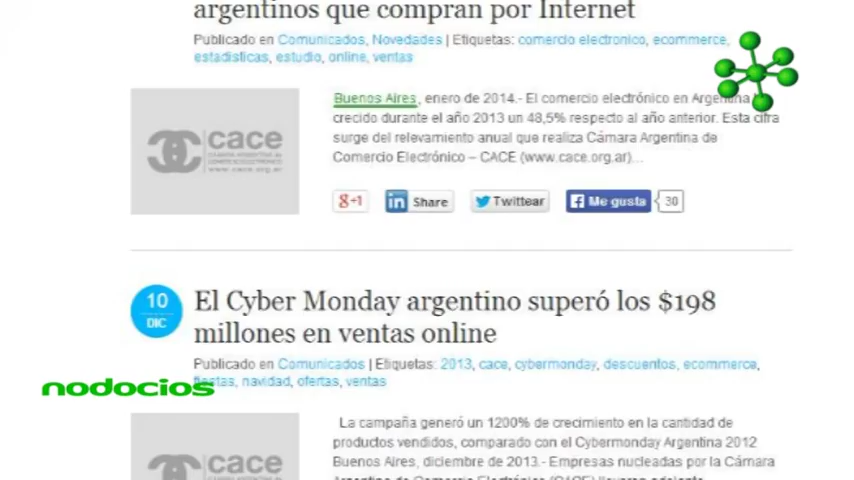 argentinos que compran por Internet
Publicado en Comunicados, Novedades | Etiquetas: comercio electronico, ecommerce,
estadisticas, estudio, online, ventas
Buenos Aires, enero de 2014.- El comercio electrónico en Argentina
crecido durante el año 2013 un 48,5% respecto al año anterior. Esta cifra
surge del relevamiento anual que realiza Cámara Argentina de
Comercio Electrónico – CACE (www.cace.org.ar)...
cace
www.cace.org.ar
g+1
in Share
Twittear
Me gusta
30
10
DIC
El Cyber Monday argentino superó los $198
millones en ventas online
Publicado en Comunicados | Etiquetas: 2013, cace, cybermonday, descuentos, ecommerce,
fiestas, navidad, ofertas, ventas
nodocios
La campaña generó un 1200% de crecimiento en la cantidad de
productos vendidos, comparado con el Cybermonday Argentina 2012
Buenos Aires, diciembre de 2013.- Empresas nucleadas por la Cámara
cace